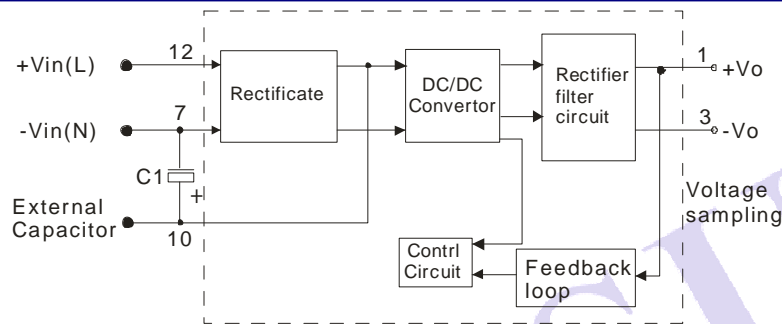 +Vin(L)
12
-Vin(N)
7
C1
+
External
Capacitor
10
Rectificate
DC/DC
Convertor
Rectifier
filter
circuit
1
+Vo
3
-Vo
Voltage
sampling
Contrl
Circuit
Feedback
loop